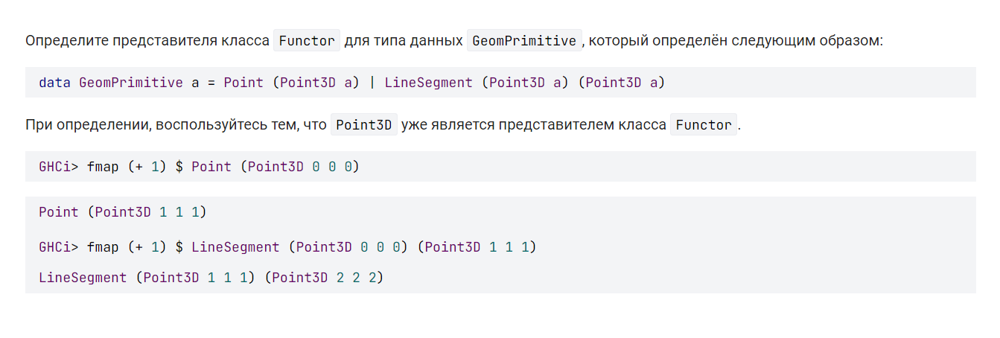 Определите представителя класса Functor для типа данных GeomPrimitive, который определён следующим образом:
data GeomPrimitive a = Point (Point3D a) | LineSegment (Point3D a) (Point3D a)
При определении, воспользуйтесь тем, что Point3D уже является представителем класса Functor.
GHCi> fmap (+ 1) $ Point (Point3D 0 0 0)
Point (Point3D 1 1 1)
GHCi> fmap (+ 1) $ LineSegment (Point3D 0 0 0) (Point3D 1 1 1)
LineSegment (Point3D 1 1 1) (Point3D 2 2 2)